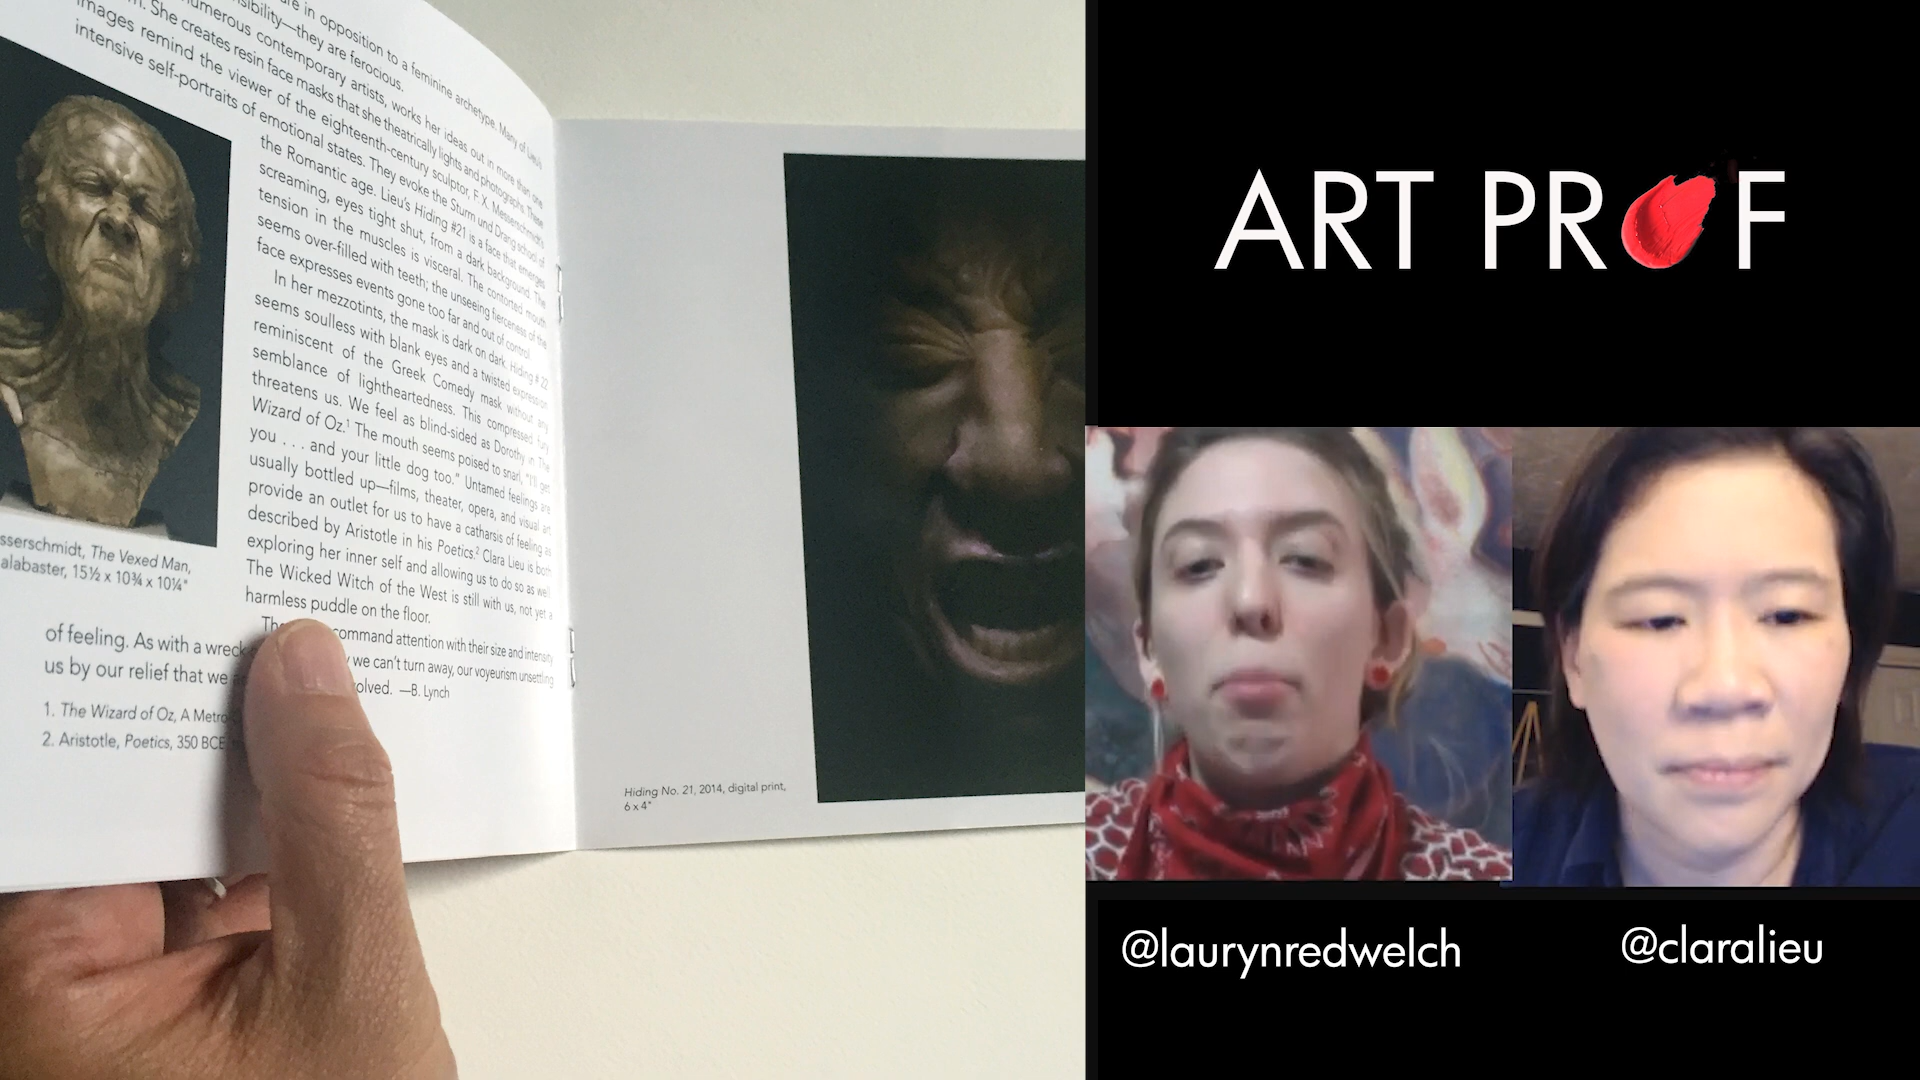 are in opposition to a feminine archetype. Many of Lieu's
sibility—they are ferocious.
numerous contemporary artists, works her ideas out in more than one
m. She creates resin face masks that she theatrically lights and photographs. These
images remind the viewer of the eighteenth-century sculptor, F. X. Messerschmidt's
intensive self-portraits of emotional states. They evoke the Sturm und Drang school of
the Romantic age. Lieu's Hiding #21 is a face that emerges
screaming, eyes tight shut, from a dark background. The
tension in the muscles is visceral. The contorted mouth
seems over-filled with teeth; the unseeing fierceness of the
face expresses events gone too far and out of control.
In her mezzotints, the mask is dark on dark. Hiding #22
seems soulless with blank eyes and a twisted expression
reminiscent of the Greek Comedy mask without any
semblance of lightheartedness. This compressed fury
threatens us. We feel as blind-sided as Dorothy in The
Wizard of Oz.¹ The mouth seems poised to snarl, "I'll get
you . . . and your little dog too." Untamed feelings are
usually bottled up—films, theater, opera, and visual art
provide an outlet for us to have a catharsis of feeling as
described by Aristotle in his Poetics.² Clara Lieu is both
exploring her inner self and allowing us to do so as well.
The Wicked Witch of the West is still with us, not yet a
harmless puddle on the floor.
command attention with their size and intensity
of feeling. As with a wreck we can't turn away, our voyeurism unsettling
us by our relief that we olved. —B. Lynch
1. The Wizard of Oz, A Metro
2. Aristotle, Poetics, 350 BCE
sserschmidt, The Vexed Man,
alabaster, 15½ x 10¾ x 10¼"
Hiding No. 21, 2014, digital print,
6 x 4"
ART PROOF
@laurynredwelch
@claralieu